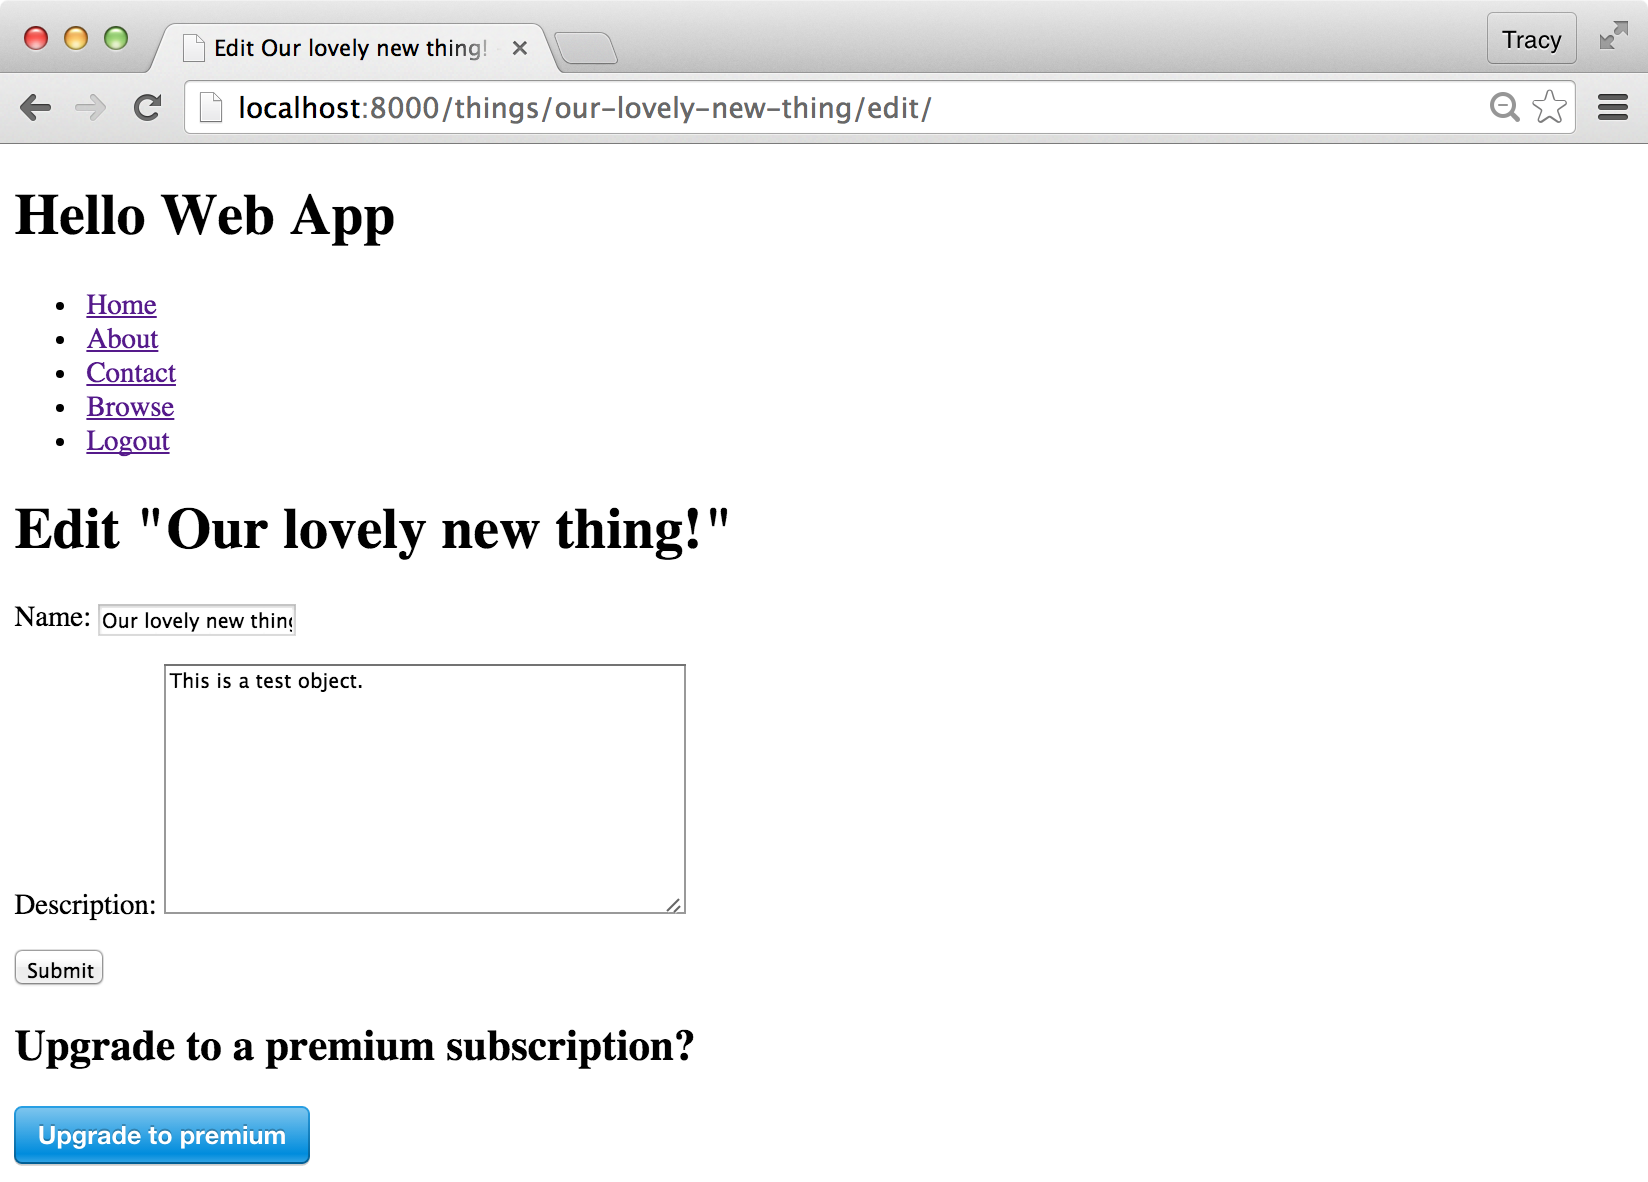 Edit Our lovely new thing!
Tracy
localhost:8000/things/our-lovely-new-thing/edit/
Hello Web App
Home
About
Contact
Browse
Logout
Edit "Our lovely new thing!"
Name: Our lovely new thing
Description: This is a test object.
Submit
Upgrade to a premium subscription?
Upgrade to premium